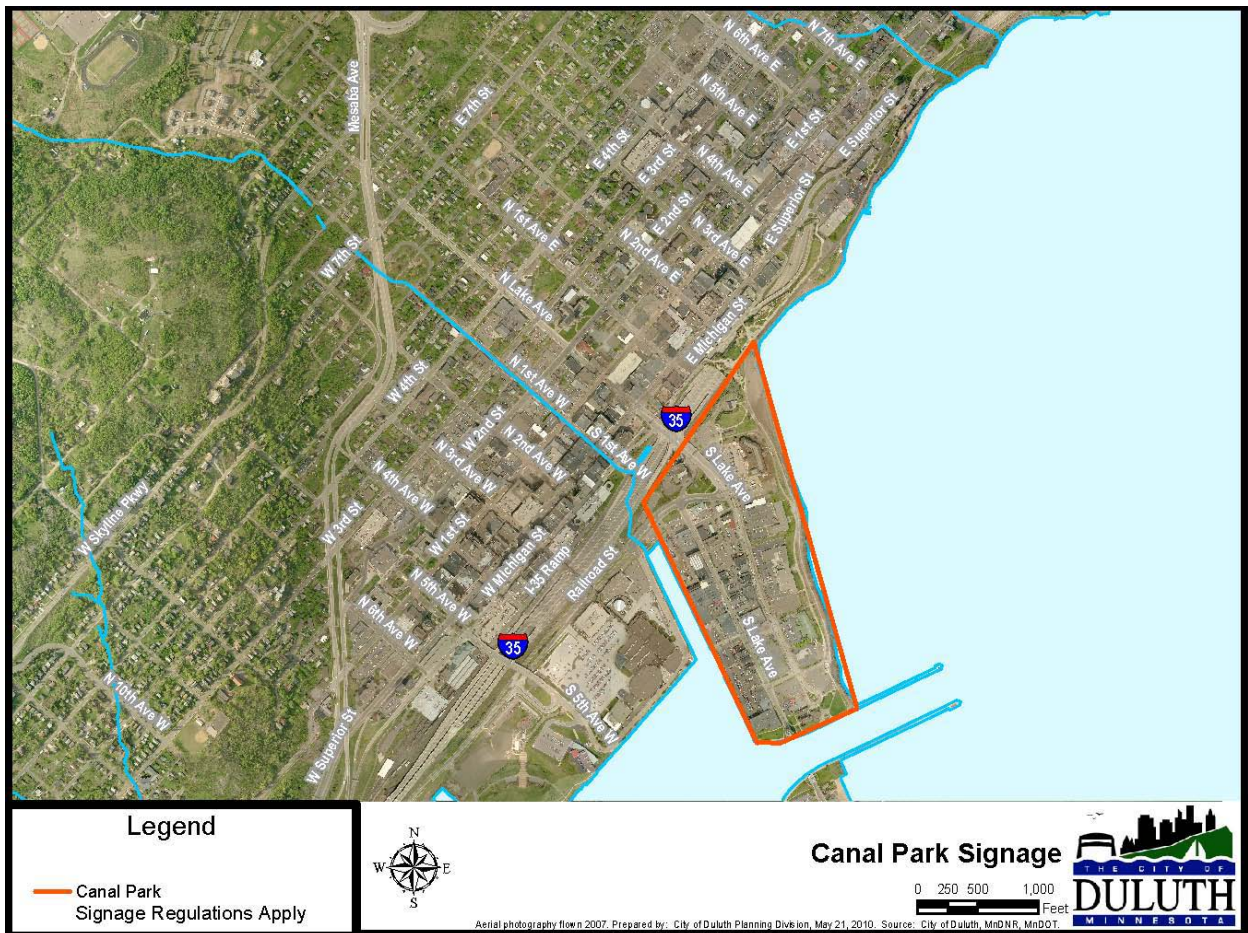 N 7th Ave E
N 6th Ave E
Mesaba Ave
E 7th St
N 5th Ave E
E 1st St
E Superior St
E 4th St
E 3rd St
N 4th Ave E
N 1st Ave E
E 2nd St
N 3rd Ave E
E Superior St
N 2nd Ave E
W 7th St
N Lake Ave
E Michigan St
W 4th St
N 1st Ave W
35
S 1st Ave W
S Lake Ave
W 2nd St
N 2nd Ave W
N 3rd Ave W
N 4th Ave W
W Skyline Pkwy
W 3rd St
W 1st St
W Michigan St
I-35 Ramp
Railroad St
N 5th Ave W
N 6th Ave W
35
S Lake Ave
N 10th Ave W
S 5th Ave W
W Superior St
Legend
Canal Park
Signage Regulations Apply
N
W E
S
Canal Park Signage
0 250 500 1,000
Feet
THE CITY OF
DULUTH
MINNESOTA
Aerial photography flown 2007. Prepared by: City of Duluth Planning Division, May 21, 2010. Source: City of Duluth, MnDNR, MnDOT.